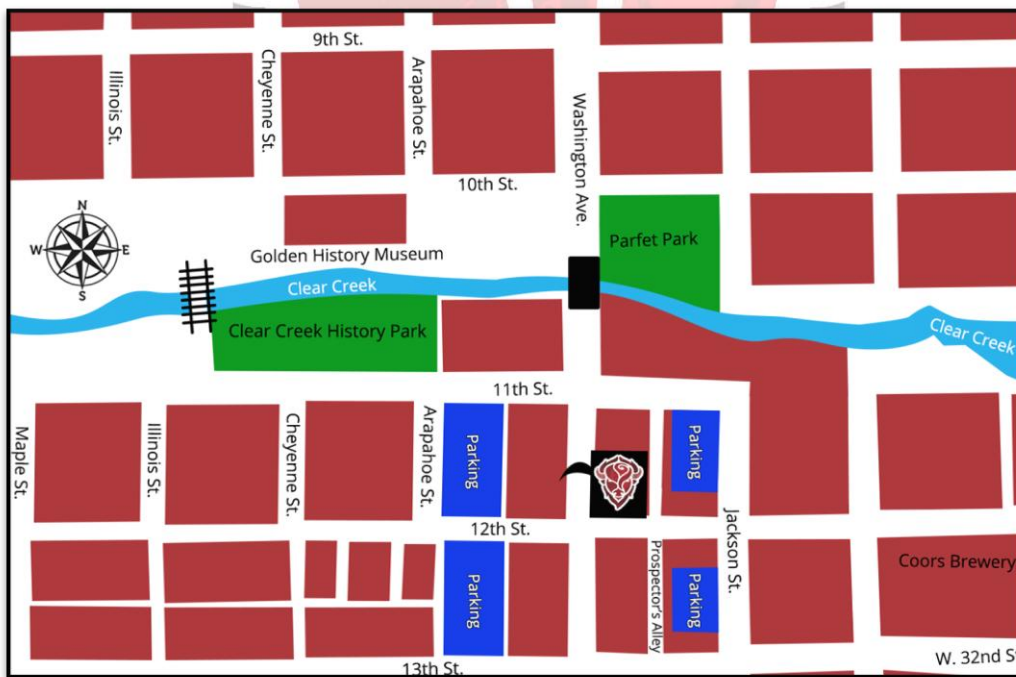 9th St.
Illinois St.
Cheyenne St.
Arapahoe St.
Washington Ave.
10th St.
N
W
E
S
Golden History Museum
Parfet Park
Clear Creek
Clear Creek
Clear Creek History Park
11th St.
Maple St.
Illinois St.
Cheyenne St.
Arapahoe St.
Parking
Parking
12th St.
Jackson St.
Prospector's Alley
Parking
Parking
Coors Brewery
13th St.
W. 32nd